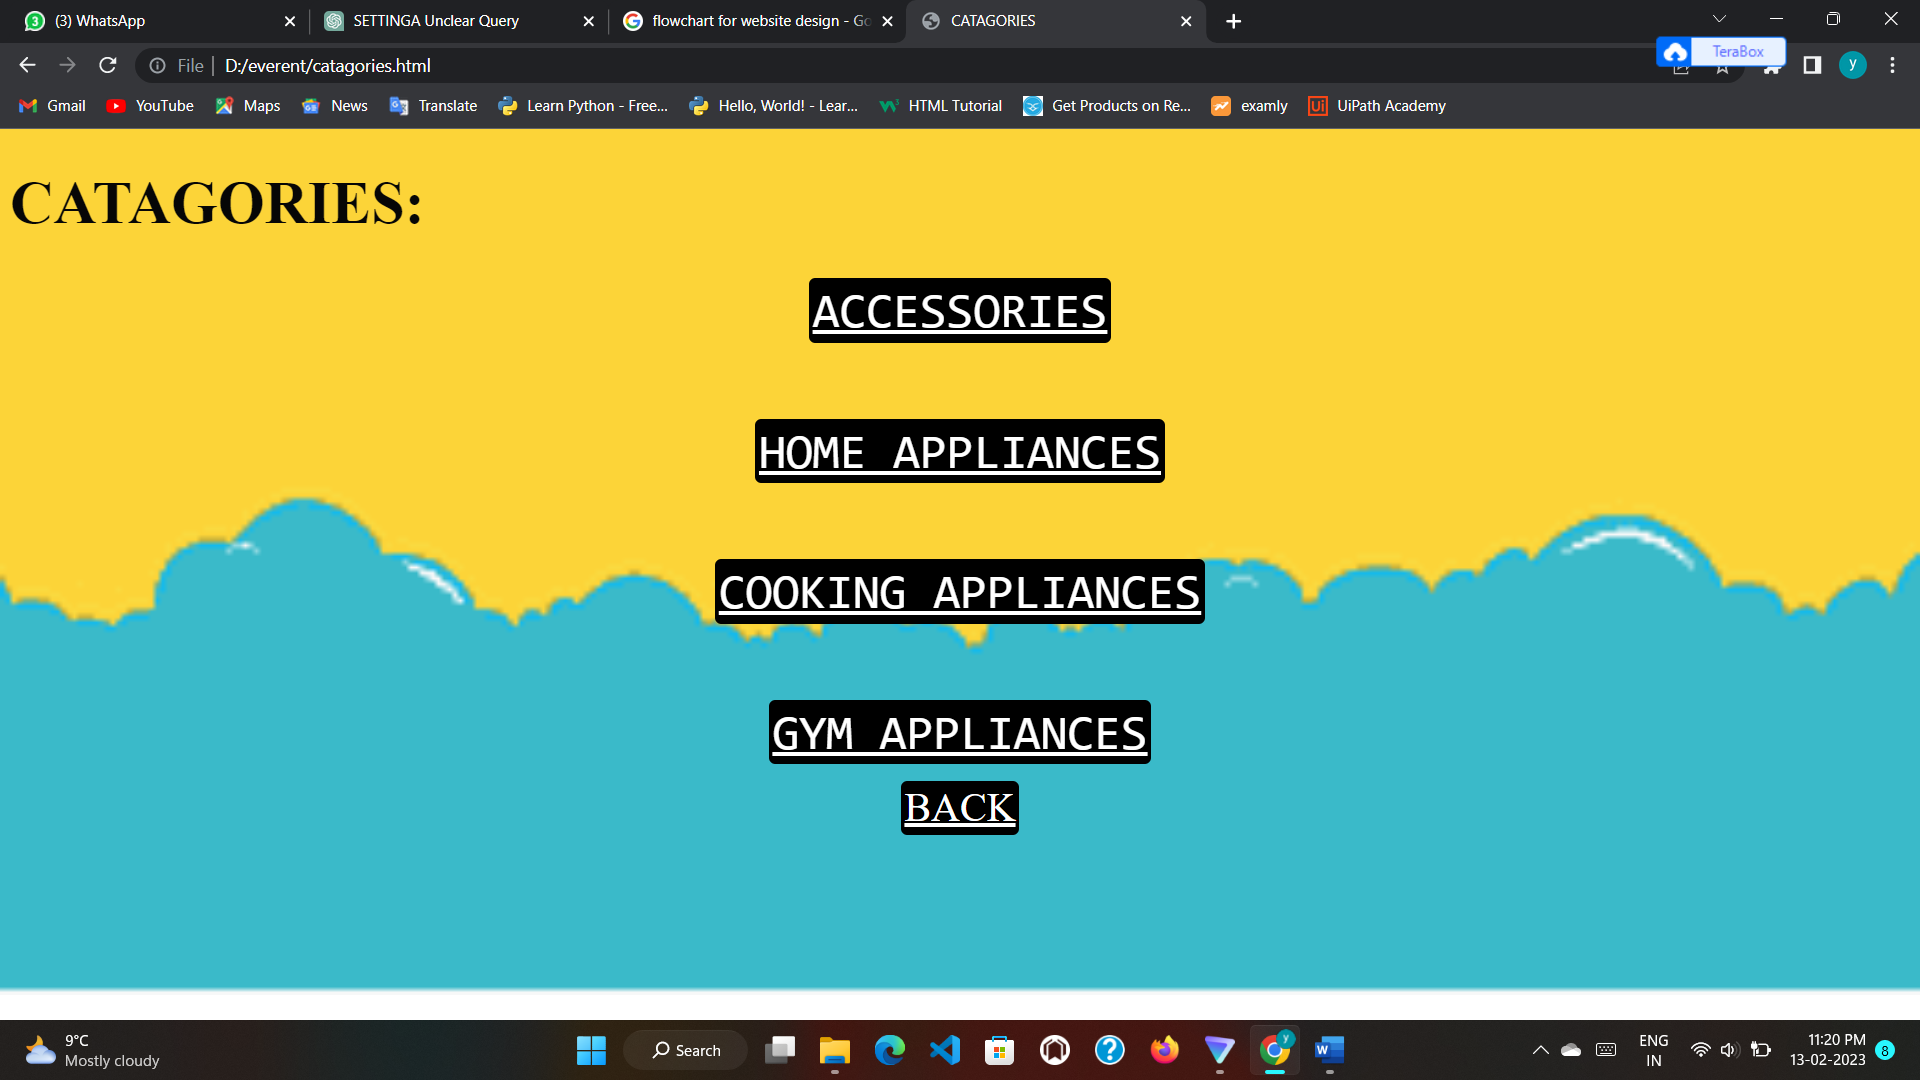 (3) WhatsApp
SETTINGA Unclear Query
flowchart for website design - Go
CATAGORIES
File
D:/everent/catagories.html
TeraBox
y
Gmail
YouTube
Maps
News
Translate
Learn Python - Free...
Hello, World! - Lear...
HTML Tutorial
Get Products on Re...
examly
UiPath Academy
CATAGORIES:
ACCESSORIES
HOME APPLIANCES
COOKING APPLIANCES
GYM APPLIANCES
BACK
9°C
Mostly cloudy
Search
ENG
IN
11:20 PM
13-02-2023
8